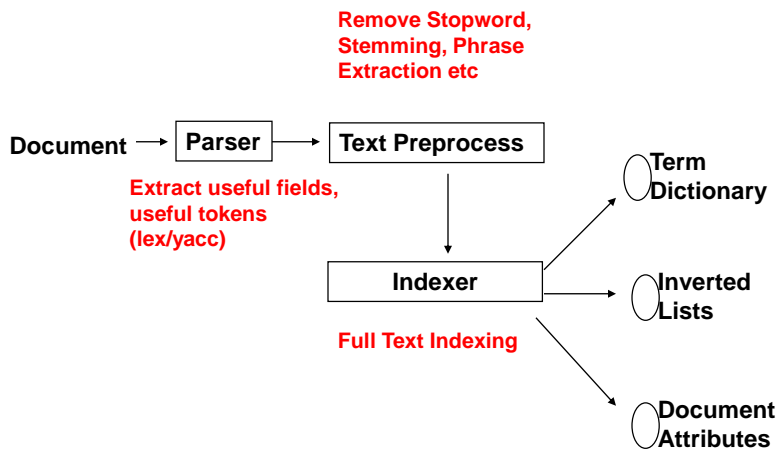 Remove Stopword,
Stemming, Phrase
Extraction etc
Document
Parser
Text Preprocess
Extract useful fields,
useful tokens
(lex/yacc)
Term
Dictionary
Indexer
Inverted
Lists
Full Text Indexing
Document
Attributes